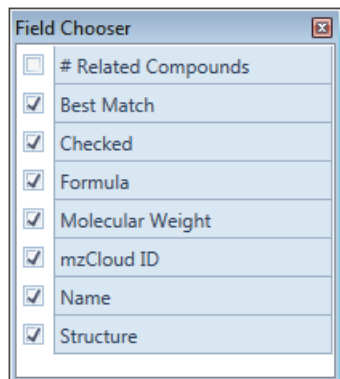 Field Chooser
# Related Compounds
Best Match
Checked
Formula
Molecular Weight
mzCloud ID
Name
Structure